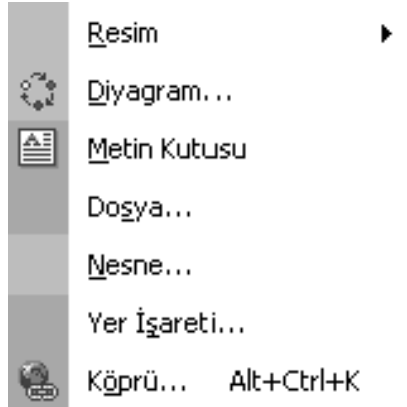 Resim
Diyagram...
Metin Kutusu
Dosya...
Nesne...
Yer İşareti...
Köprü... Alt+Ctrl+K